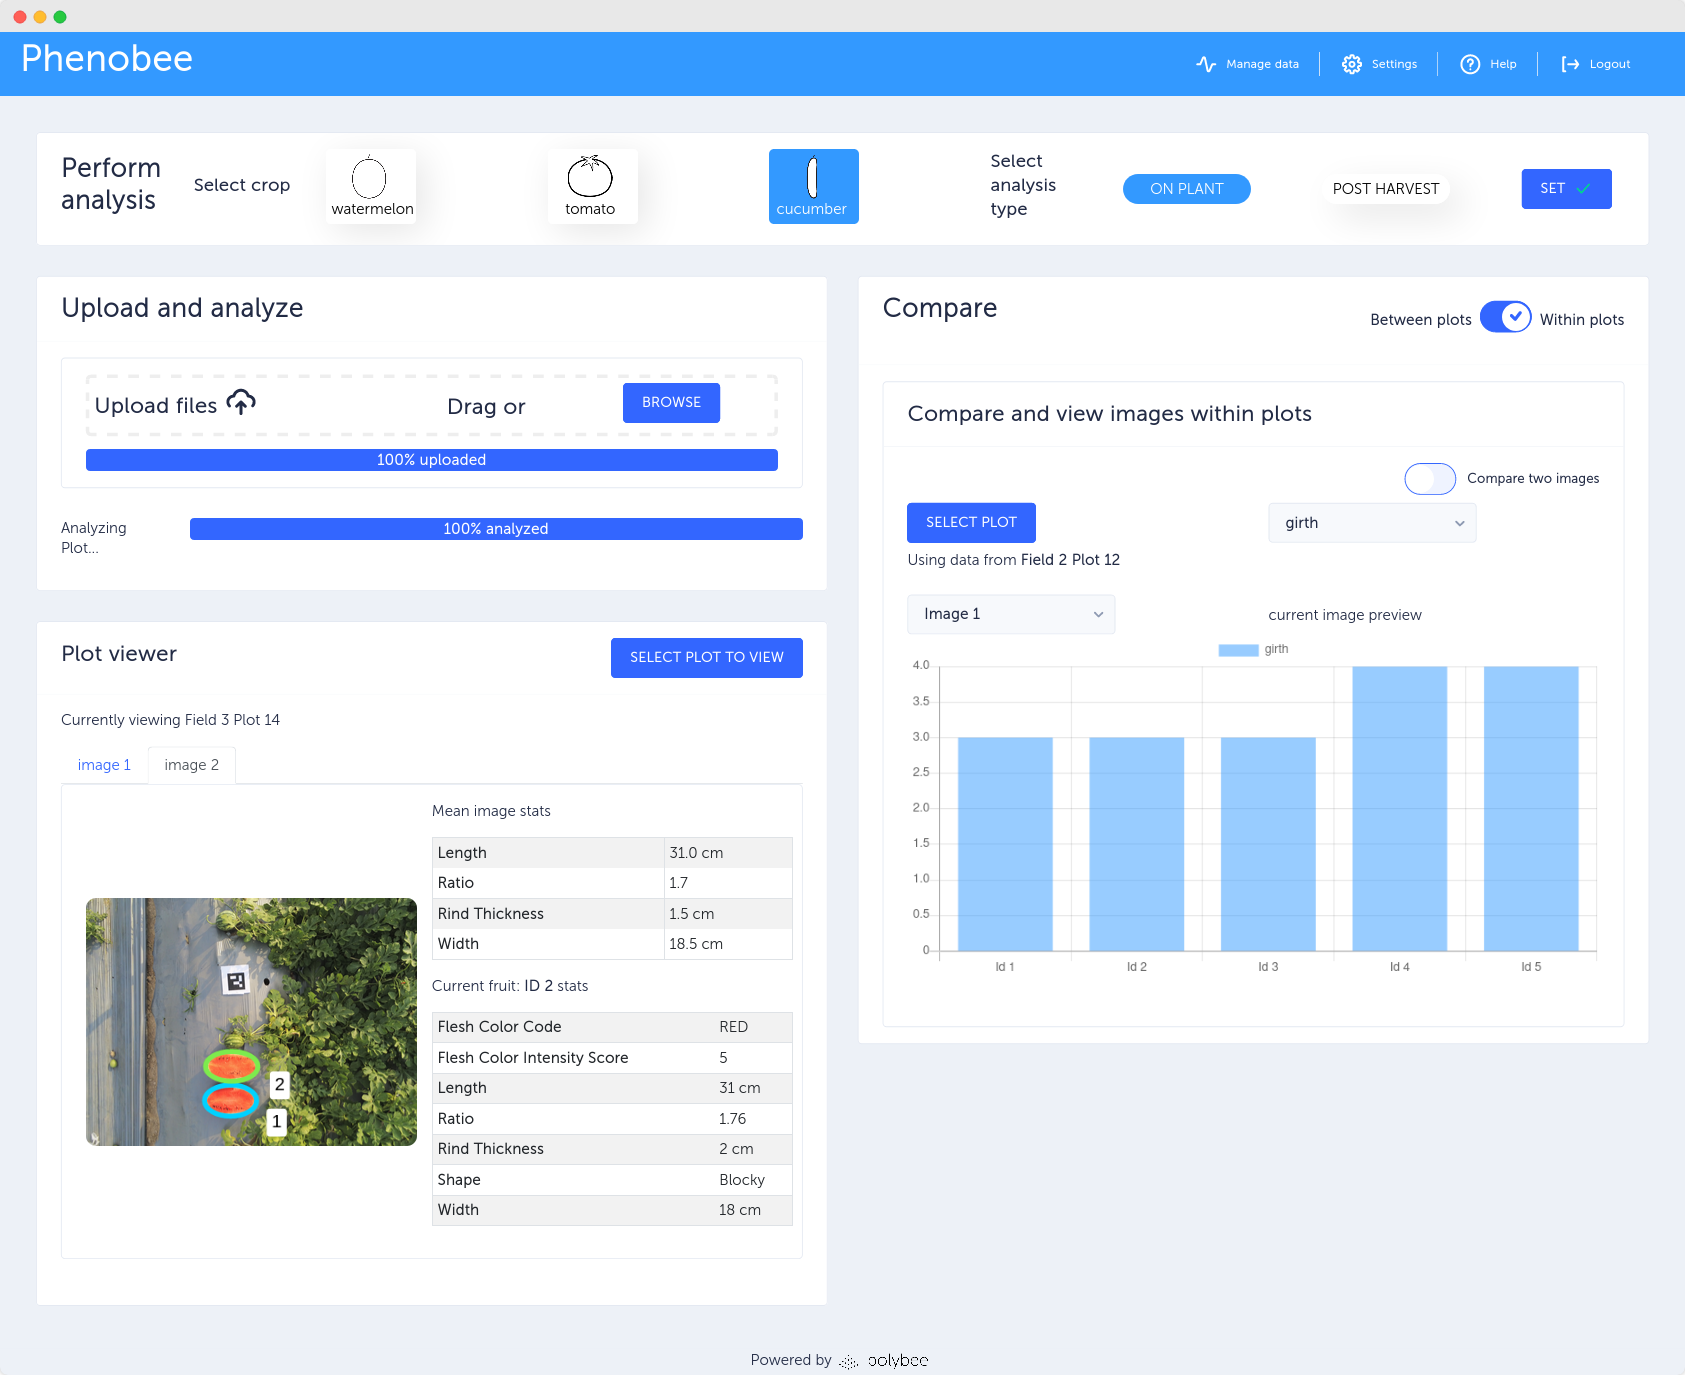 Phenobee
Manage data
Settings
Help
Logout
Perform
analysis
Select crop
watermelon
tomato
cucumber
Select
analysis
type
ON PLANT
POST HARVEST
SET
Upload and analyze
Upload files
Drag or
BROWSE
100% uploaded
Analyzing
Plot...
100% analyzed
Plot viewer
SELECT PLOT TO VIEW
Currently viewing Field 3 Plot 14
image 1
image 2
Mean image stats
Length 31.0 cm
Ratio 1.7
Rind Thickness 1.5 cm
Width 18.5 cm
Current fruit: ID 2 stats
Flesh Color Code RED
Flesh Color Intensity Score 5
Length 31 cm
Ratio 1.76
Rind Thickness 2 cm
Shape Blocky
Width 18 cm
2
1
Compare
Between plots
Within plots
Compare and view images within plots
Compare two images
SELECT PLOT
girth
Using data from Field 2 Plot 12
Image 1
current image preview
girth
4.0
3.5
3.0
2.5
2.0
1.5
1.0
0.5
0
Id 1
Id 2
Id 3
Id 4
Id 5
Powered by polybee